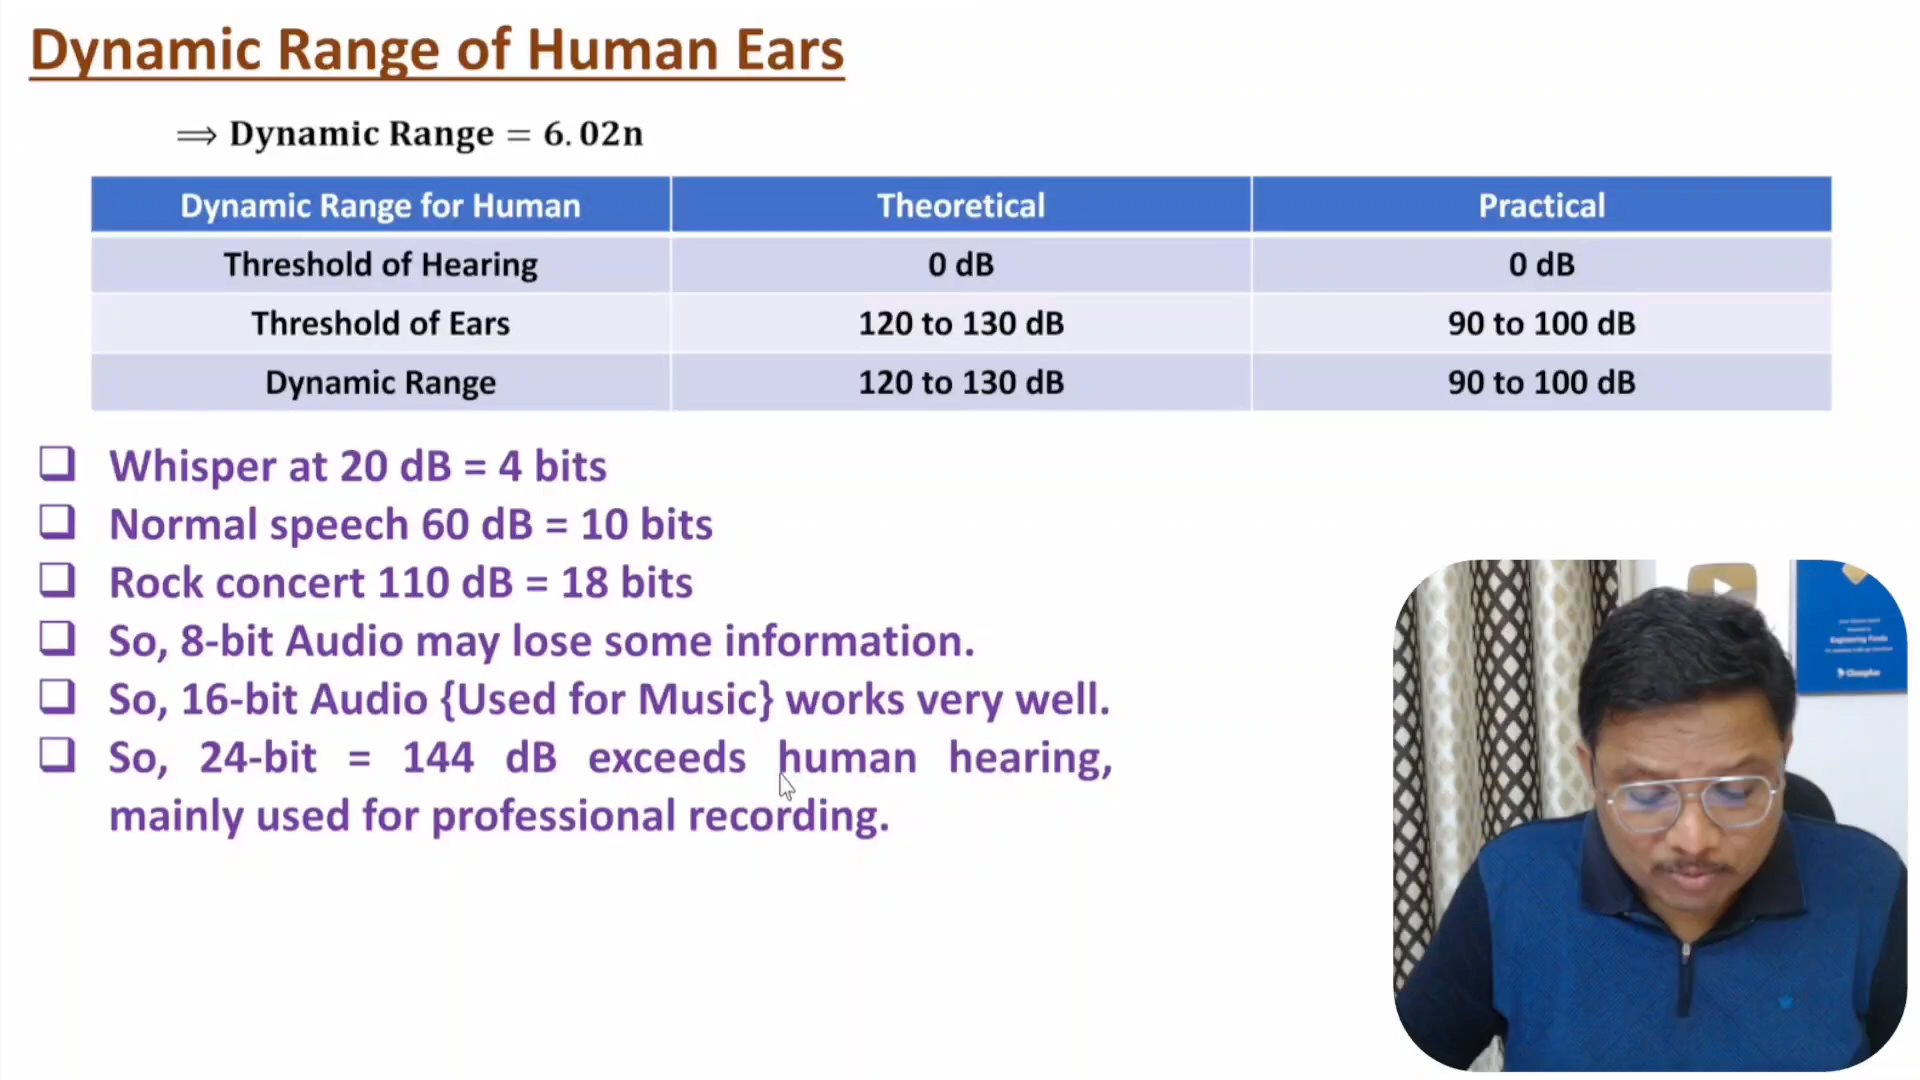 Dynamic Range of Human Ears
⟹ Dynamic Range = 6.02n
Dynamic Range for Human Theoretical Practical
Threshold of Hearing 0 dB 0 dB
Threshold of Ears 120 to 130 dB 90 to 100 dB
Dynamic Range 120 to 130 dB 90 to 100 dB
❑ Whisper at 20 dB = 4 bits
❑ Normal speech 60 dB = 10 bits
❑ Rock concert 110 dB = 18 bits
❑ So, 8-bit Audio may lose some information.
❑ So, 16-bit Audio {Used for Music} works very well.
❑ So, 24-bit = 144 dB exceeds human hearing,
mainly used for professional recording.
Engineering Funda